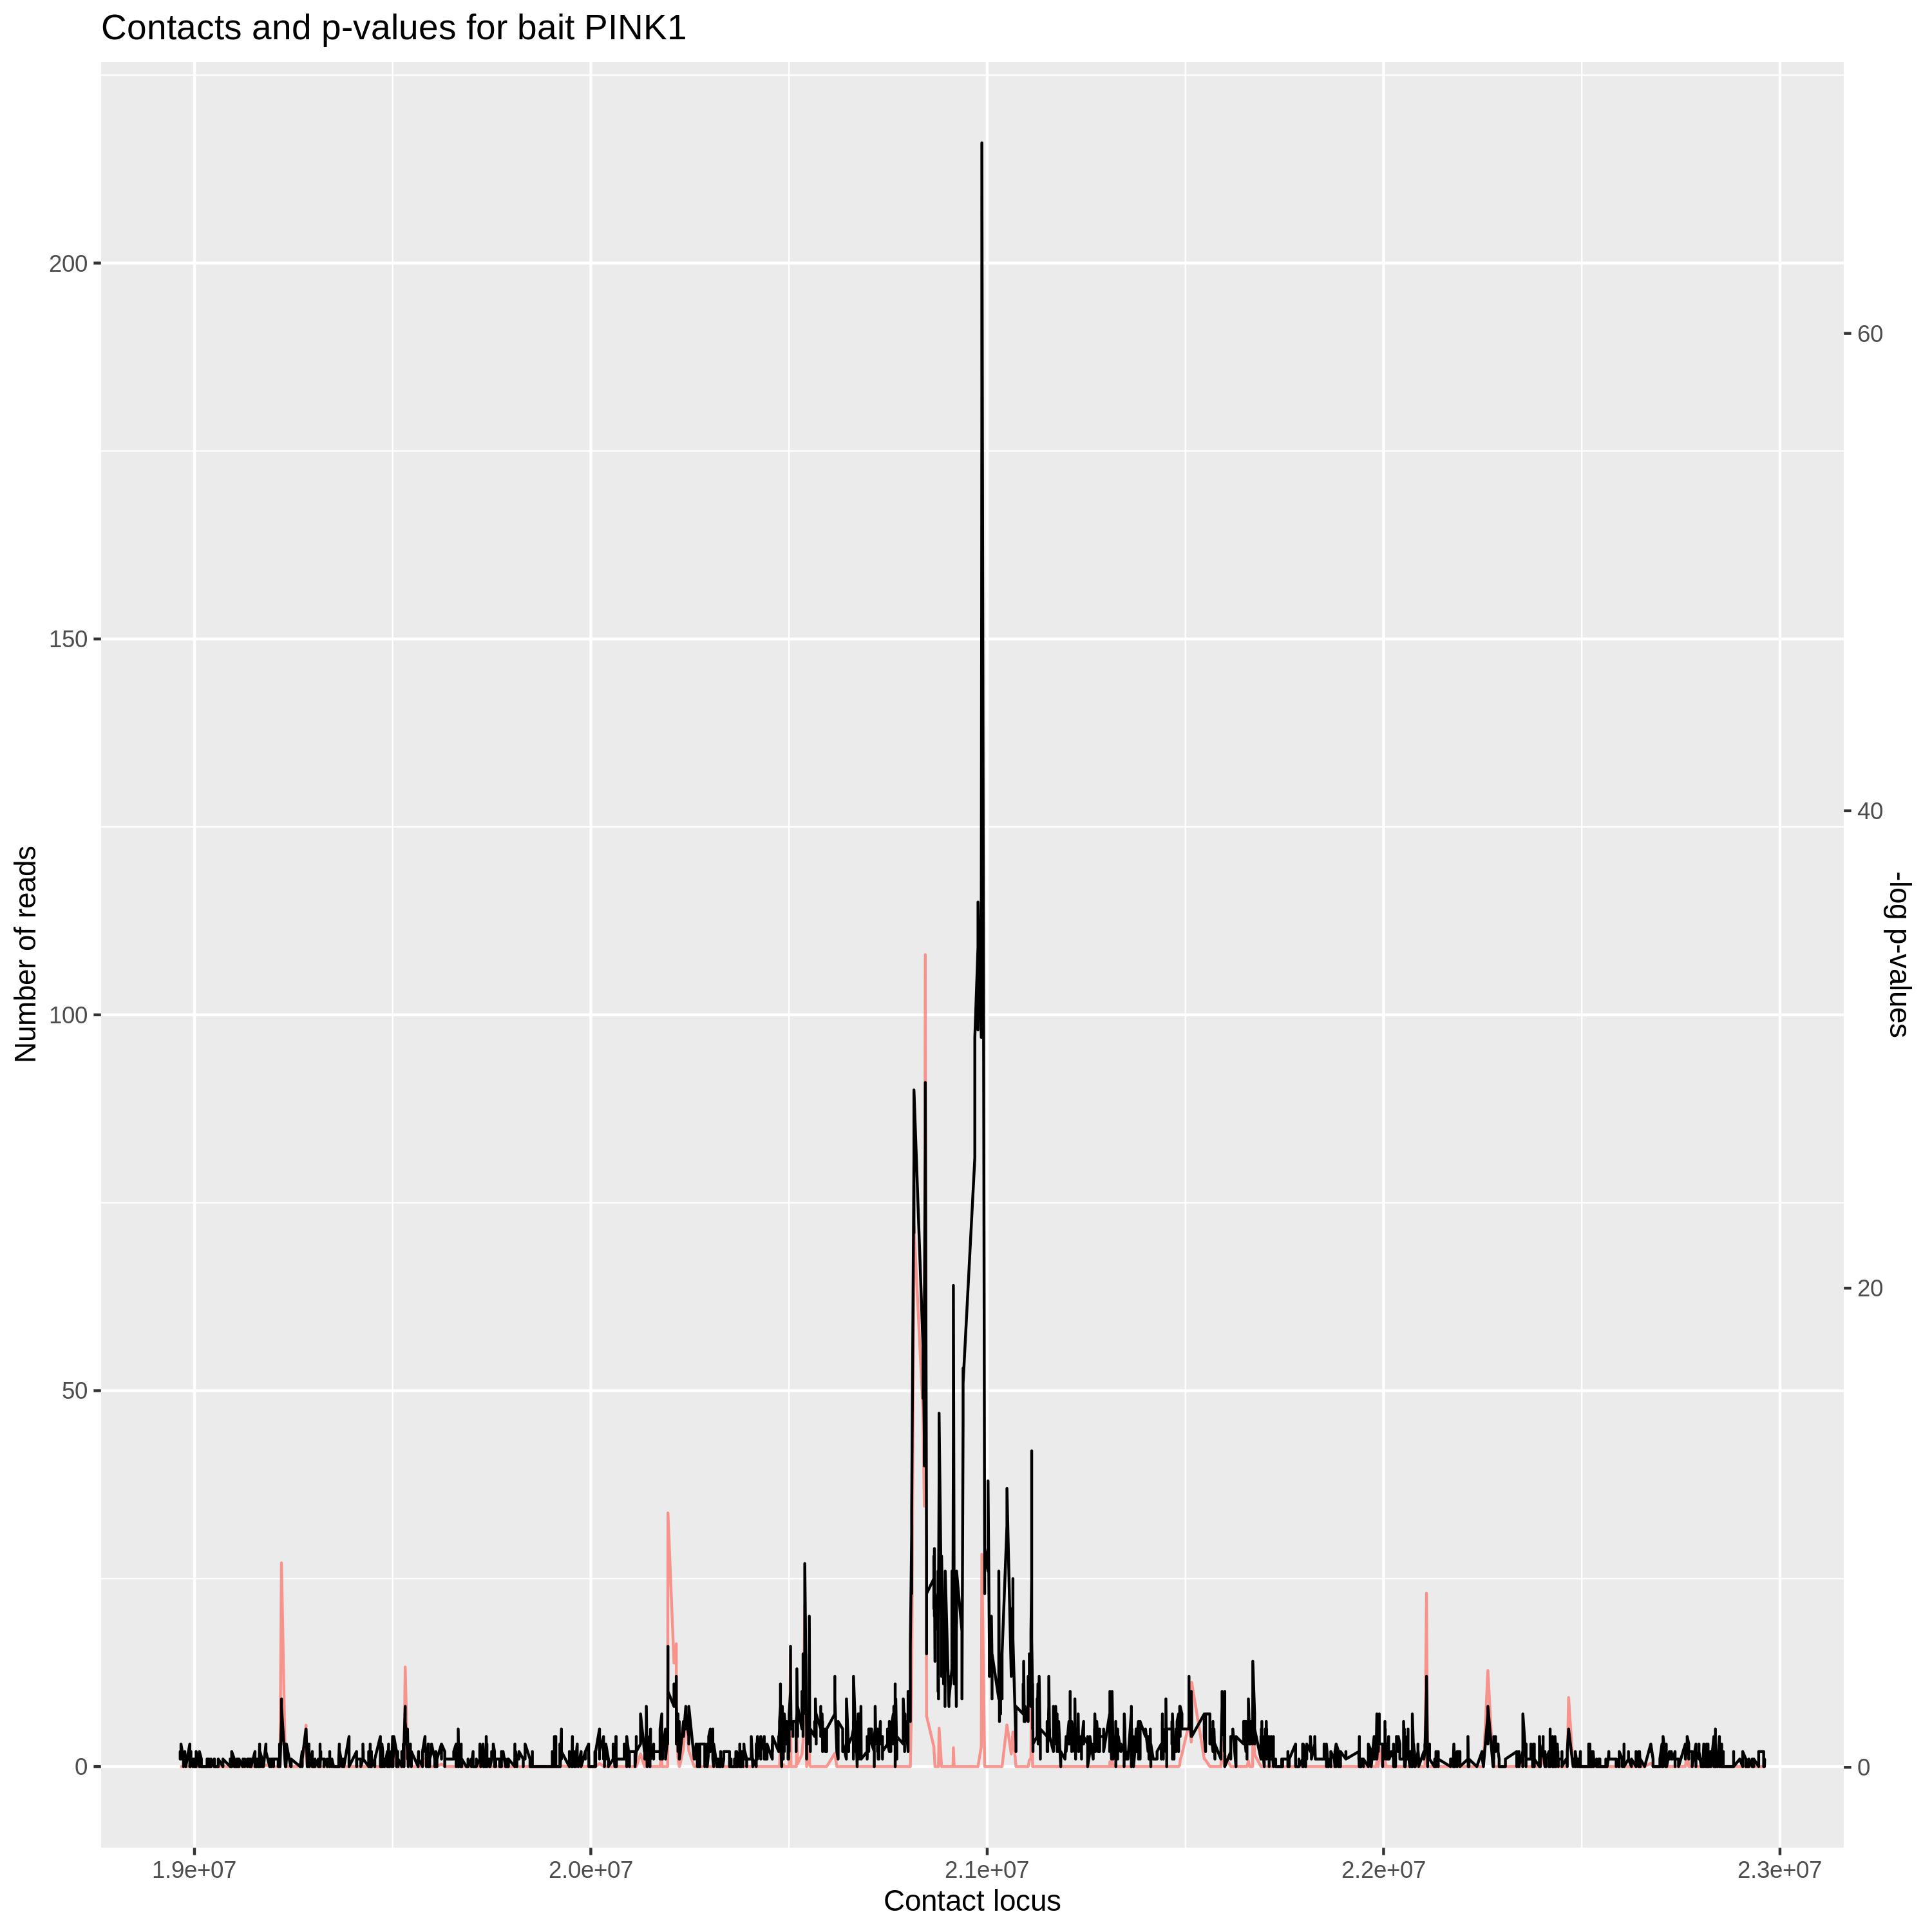 Contacts and p-values for bait PINK1
200
150
100
50
0
Number of reads
60
40
20
0
-log p-values
1.9e+07 2.0e+07 2.1e+07 2.2e+07 2.3e+07
Contact locus